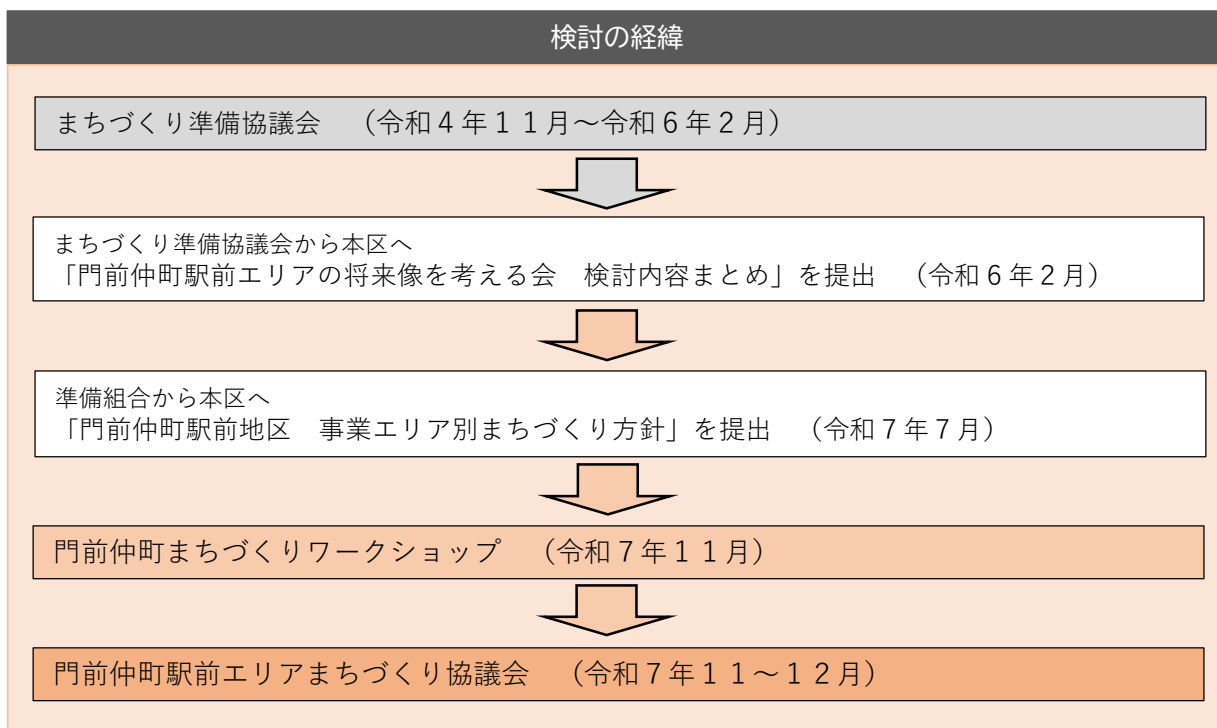 検討の経緯
まちづくり準備協議会　（令和４年１１月～令和６年２月）
まちづくり準備協議会から本区へ
「門前仲町駅前エリアの将来像を考える会　検討内容まとめ」を提出　（令和６年２月）
準備組合から本区へ
「門前仲町駅前地区　事業エリア別まちづくり方針」を提出　（令和７年７月）
門前仲町まちづくりワークショップ　（令和７年１１月）
門前仲町駅前エリアまちづくり協議会　（令和７年１１～１２月）